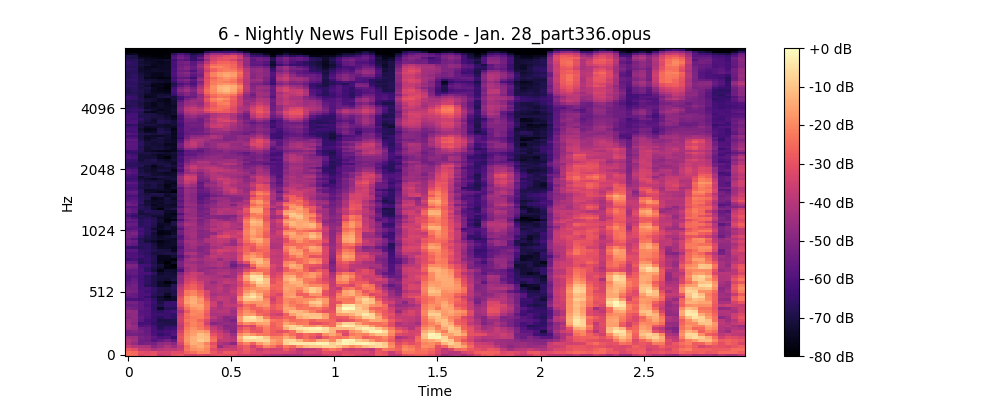 6 - Nightly News Full Episode - Jan. 28_part336.opus
Hz
4096
2048
1024
512
0
0
0.5
1
1.5
2
2.5
Time
+0 dB
-10 dB
-20 dB
-30 dB
-40 dB
-50 dB
-60 dB
-70 dB
-80 dB